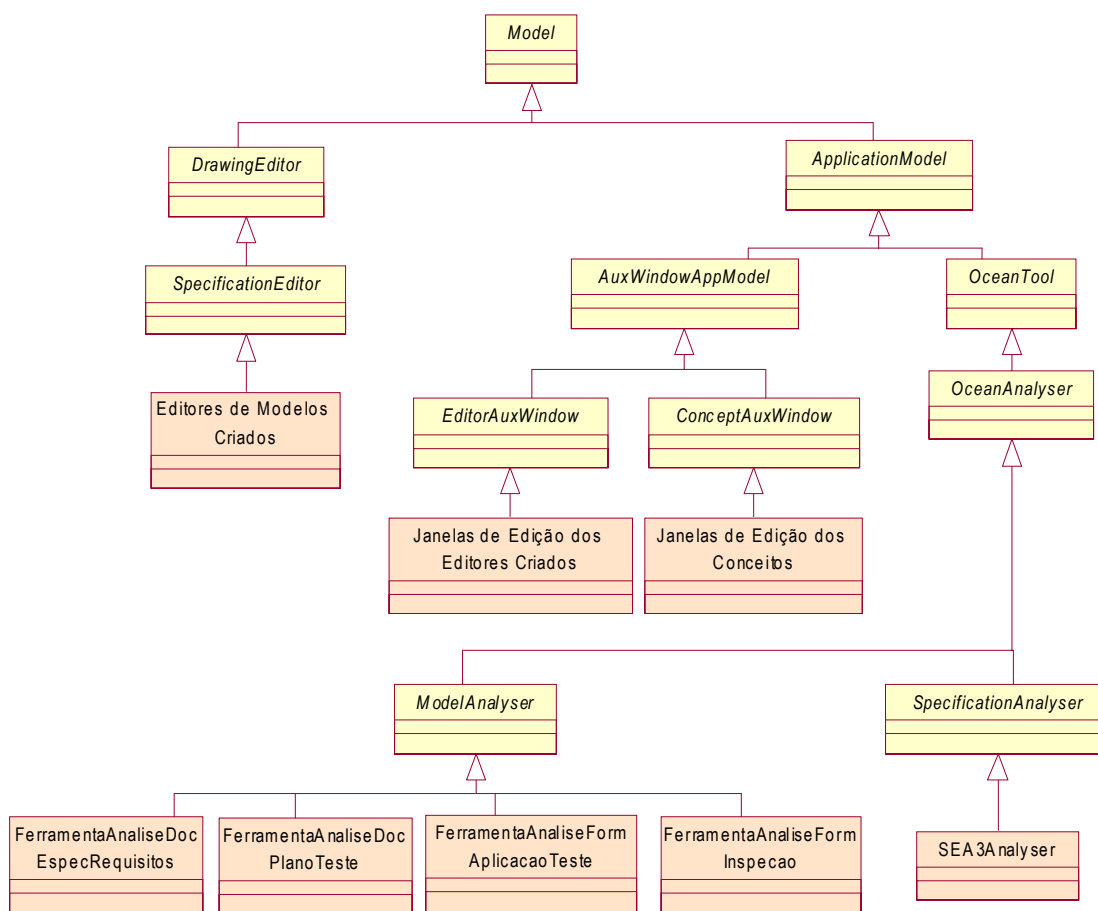 Model
DrawingEditor
ApplicationModel
SpecificationEditor
AuxWindowAppModel
OceanTool
Editores de Modelos
Criados
EditorAuxWindow
ConceptAuxWindow
OceanAnalyser
Janelas de Edição dos
Editores Criados
Janelas de Edição dos
Conceitos
ModelAnalyser
SpecificationAnalyser
FerramentaAnaliseDoc
EspecRequisitos
FerramentaAnaliseDoc
PlanoTeste
FerramentaAnaliseForm
AplicacaoTeste
FerramentaAnaliseForm
Inspecao
SEA3Analyser